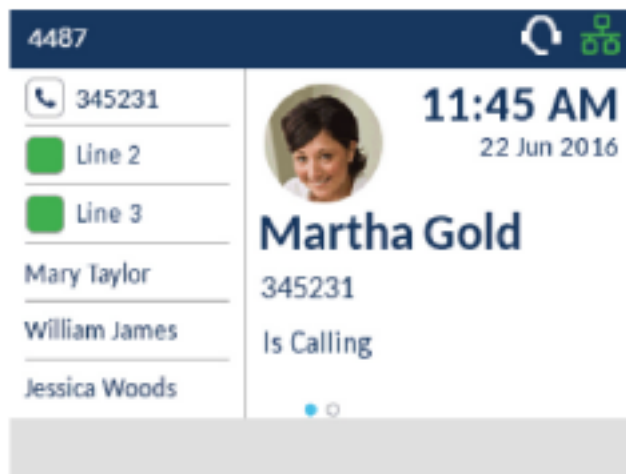 4487
345231
Line 2
Line 3
Mary Taylor
William James
Jessica Woods
11:45 AM
22 Jun 2016
Martha Gold
345231
Is Calling